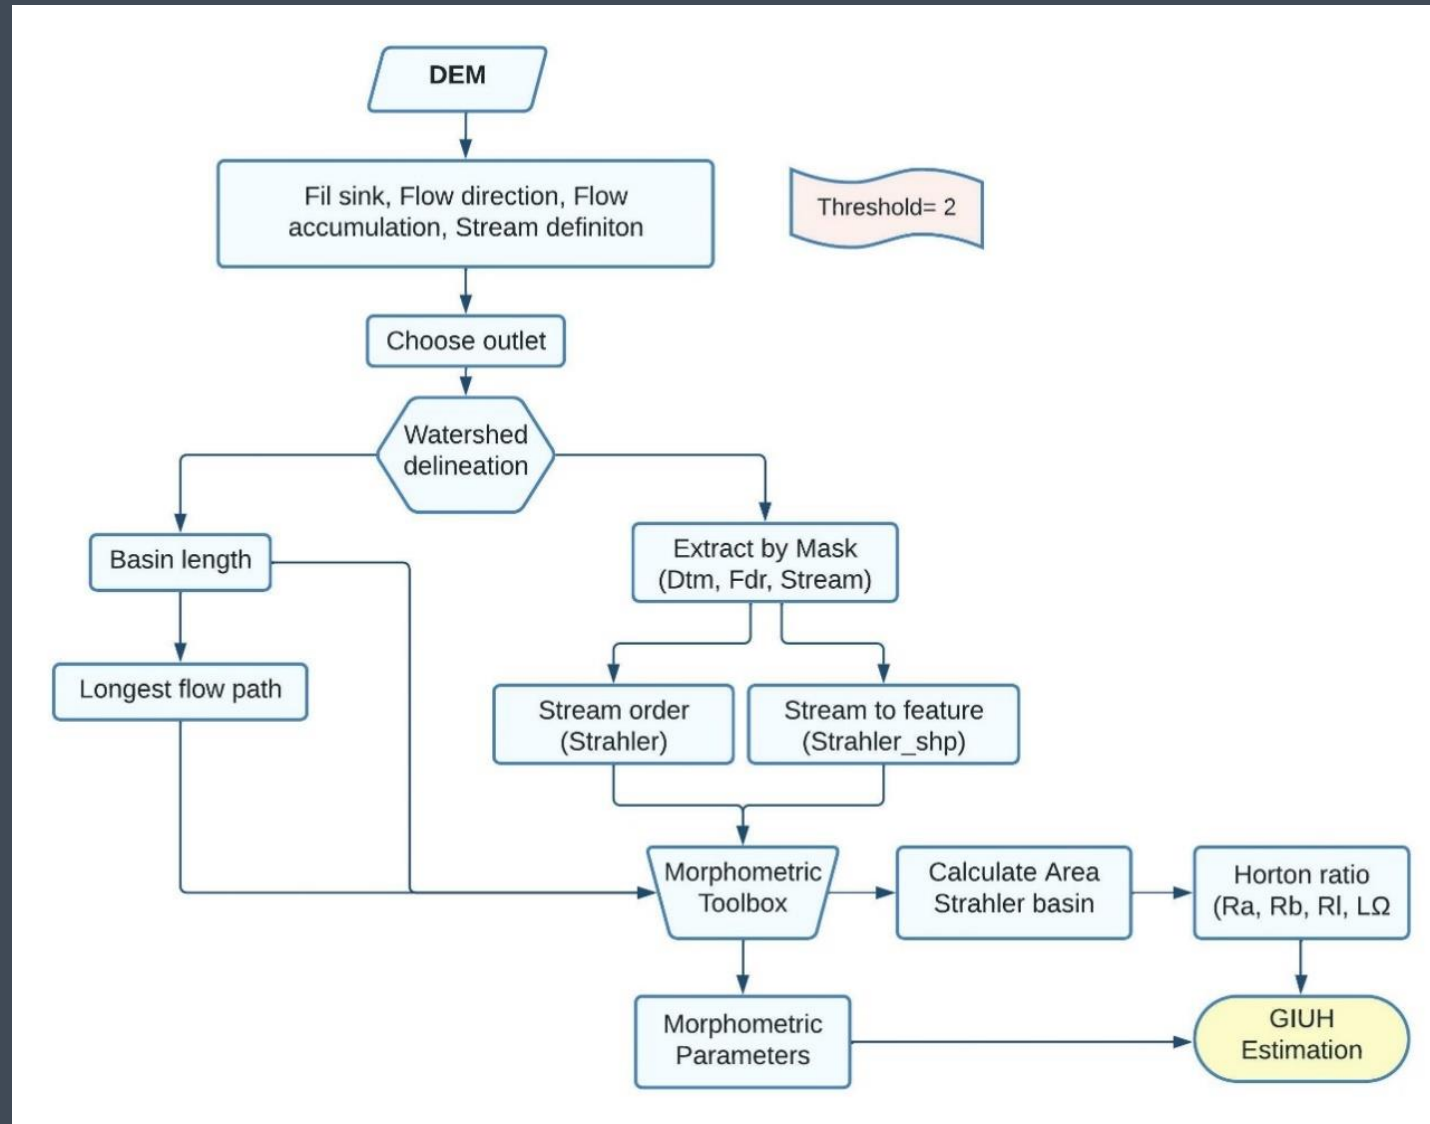 DEM
Fil sink, Flow direction, Flow
accumulation, Stream definiton
Threshold= 2
Choose outlet
Watershed
delineation
Basin length
Extract by Mask
(Dtm, Fdr, Stream)
Longest flow path
Stream order
(Strahler)
Stream to feature
(Strahler_shp)
Morphometric
Toolbox
Calculate Area
Strahler basin
Horton ratio
(Ra, Rb, Rl, LΩ
Morphometric
Parameters
GIUH
Estimation